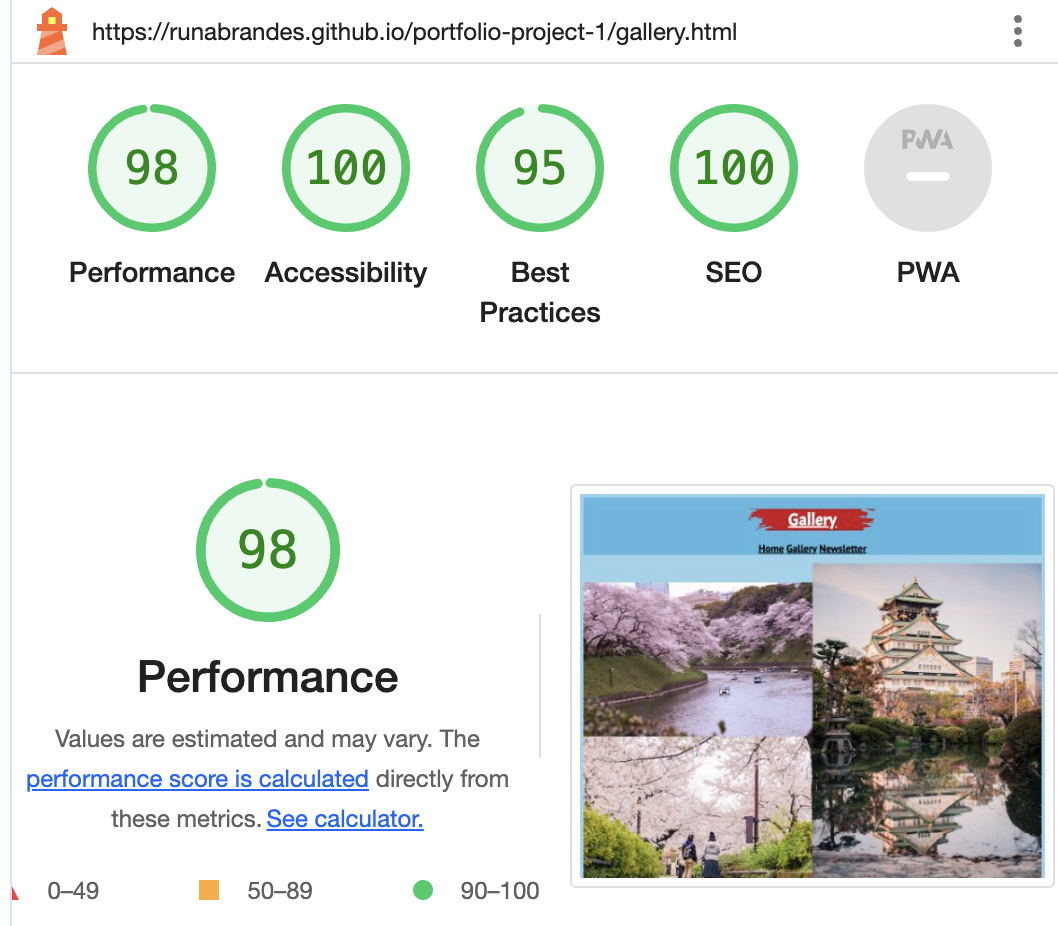 https://runabrandes.github.io/portfolio-project-1/gallery.html
98
100
95
100
PWA
Performance
Accessibility
Best
Practices
SEO
PWA
98
Performance
Values are estimated and may vary. The
performance score is calculated directly from
these metrics. See calculator.
0–49
50–89
90–100
Gallery
Home Gallery Newsletter